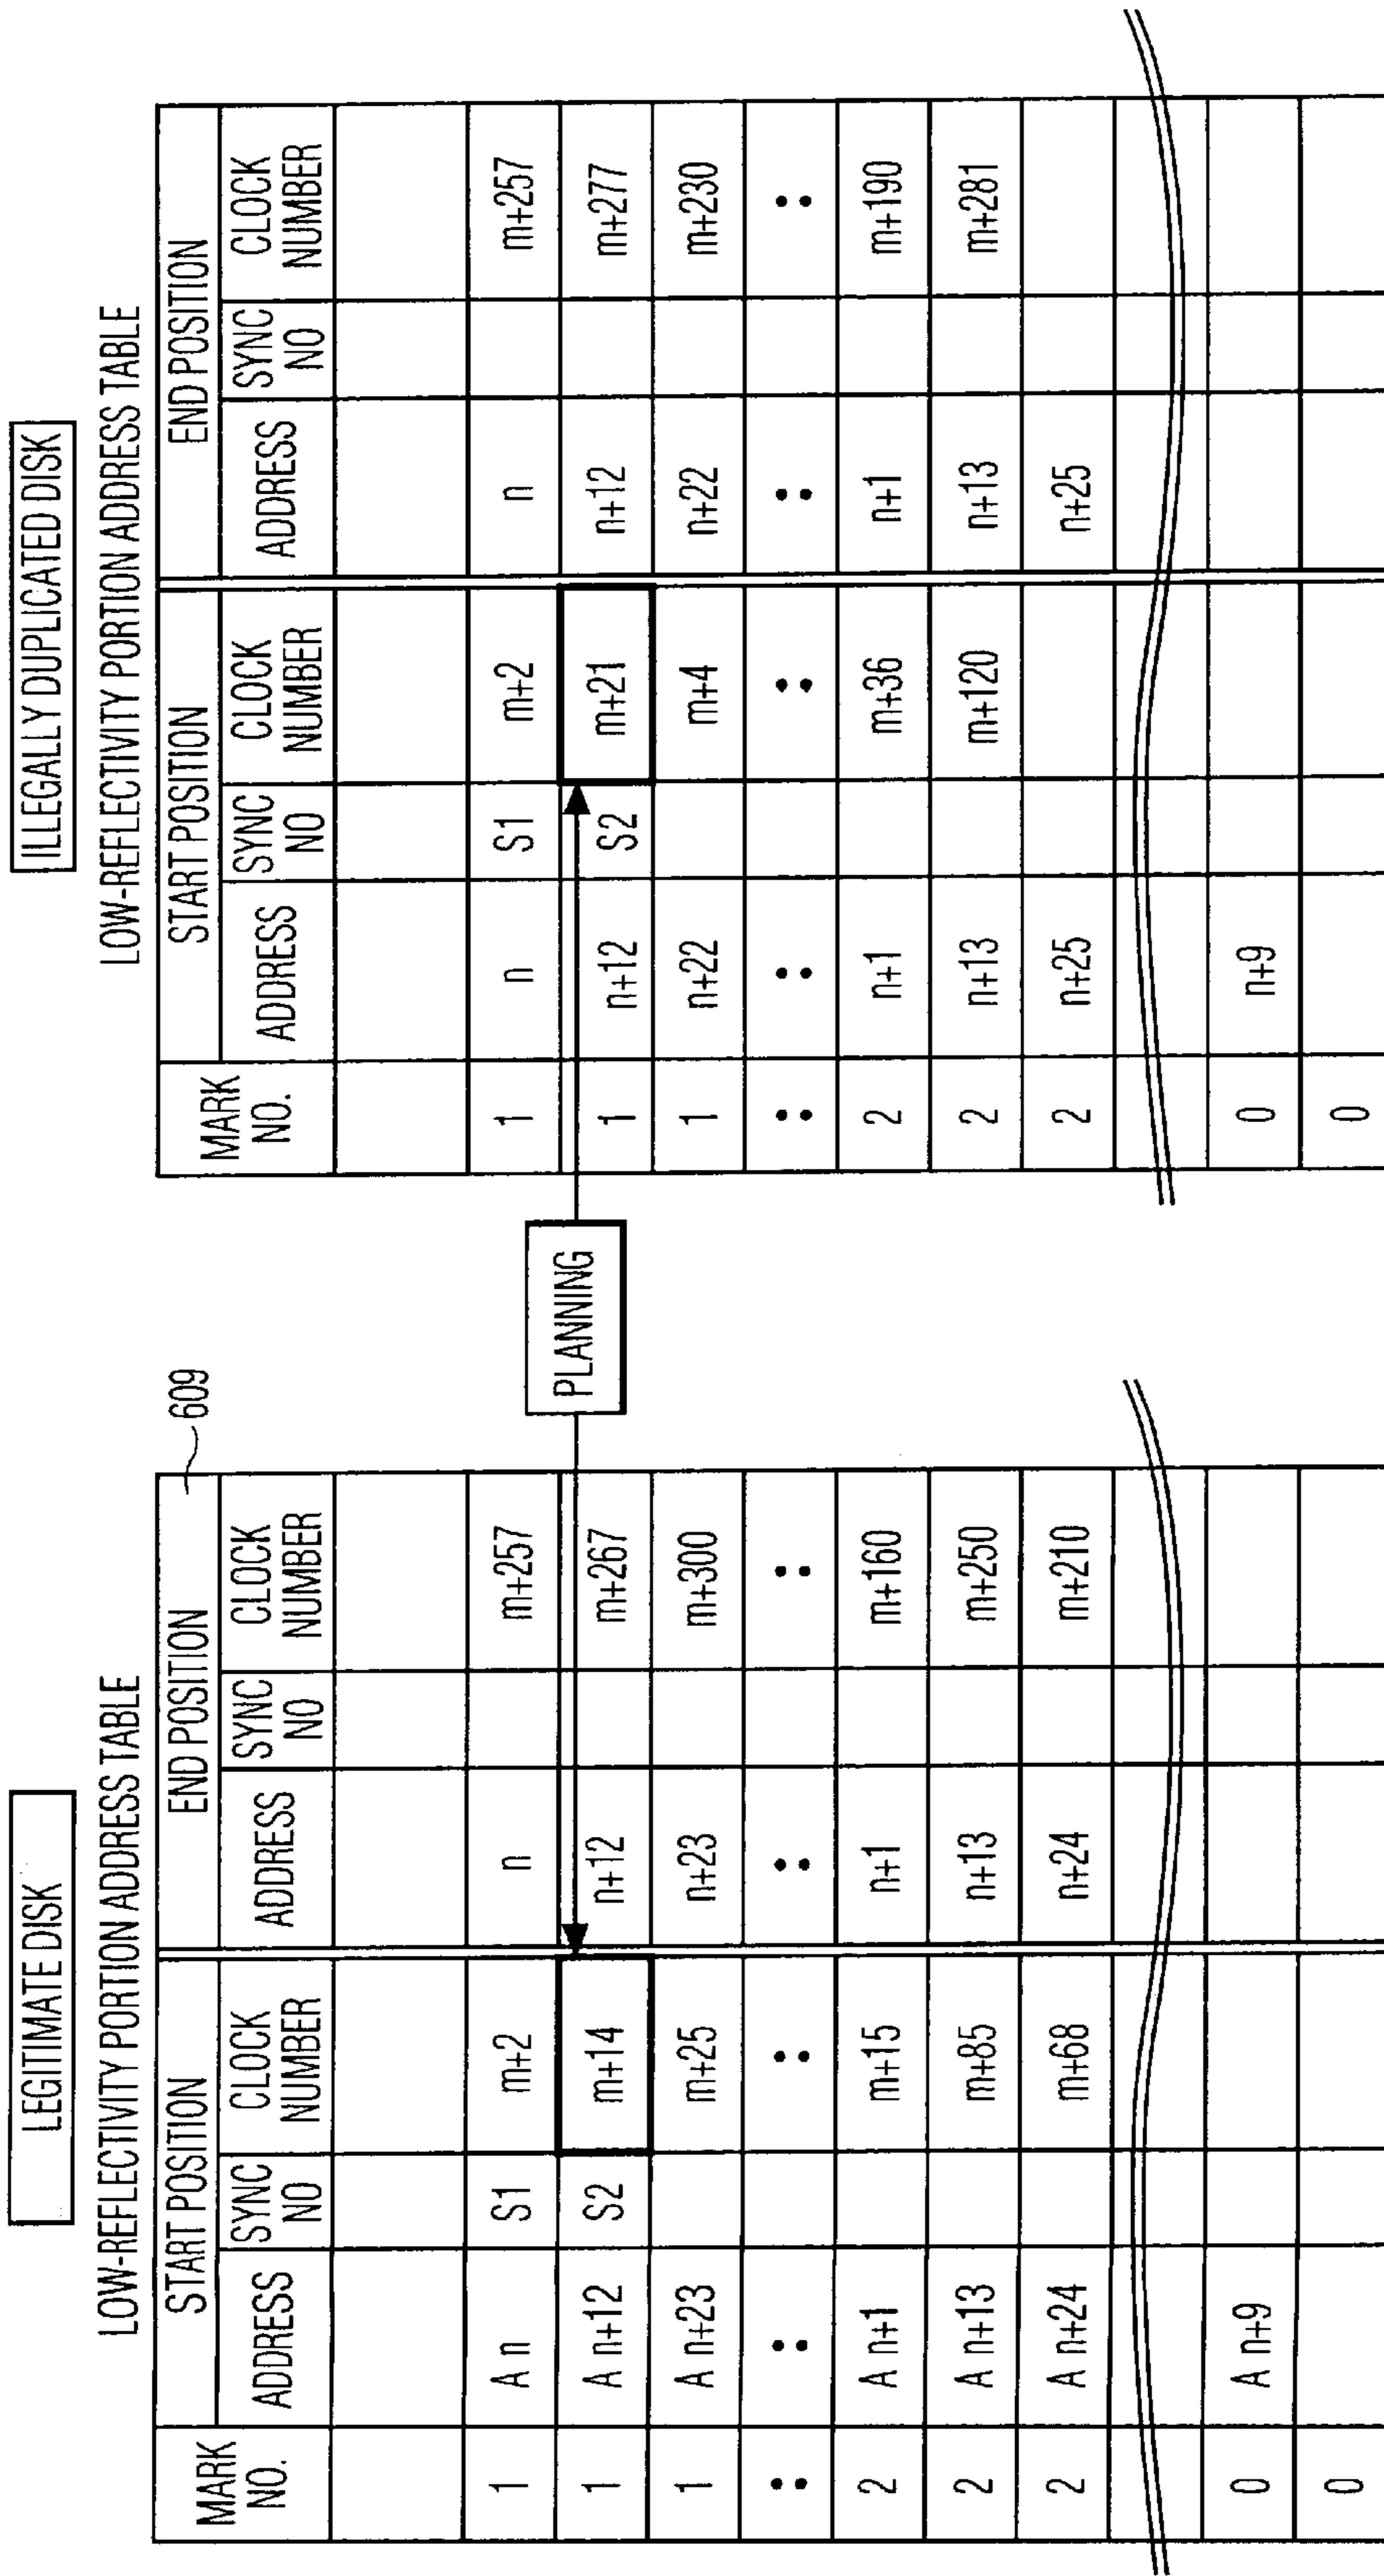 LEGITIMATE DISK
LOW-REFLECTIVITY PORTION ADDRESS TABLE
609
MARK NO. START POSITION END POSITION
ADDRESS SYNC NO CLOCK NUMBER ADDRESS SYNC NO CLOCK NUMBER
1 A n S1 m+2 n m+257
1 A n+12 S2 m+14 n+12 m+267
1 A n+23 m+25 n+23 m+300
: : : : :
2 A n+1 m+15 n+1 m+160
2 A n+13 m+85 n+13 m+250
2 A n+24 m+68 n+24 m+210
0 A n+9
0
PLANNING
ILLEGALLY DUPLICATED DISK
LOW-REFLECTIVITY PORTION ADDRESS TABLE
MARK NO. START POSITION END POSITION
ADDRESS SYNC NO CLOCK NUMBER ADDRESS SYNC NO CLOCK NUMBER
1 n S1 m+2 n m+257
1 n+12 S2 m+21 n+12 m+277
1 n+22 m+4 n+22 m+230
: : : : :
2 n+1 m+36 n+1 m+190
2 n+13 m+120 n+13 m+281
2 n+25 n+25
0 n+9
0